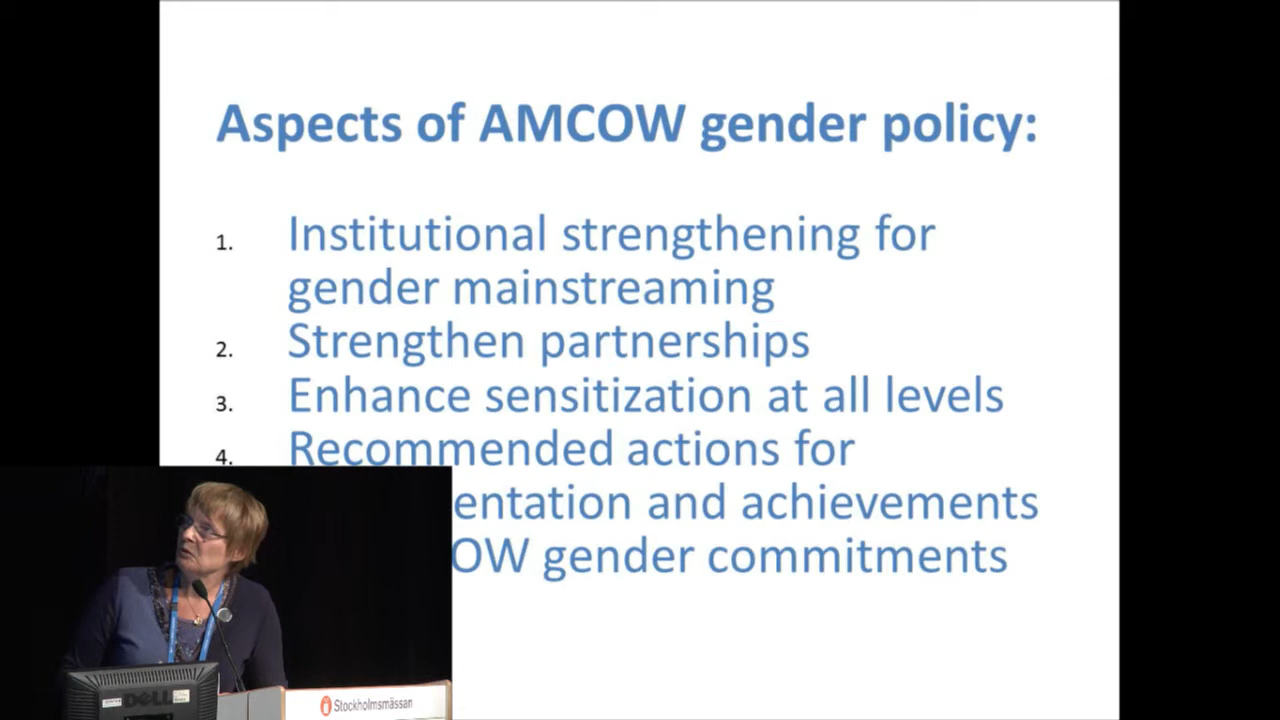 Aspects of AMCOW gender policy:
1. Institutional strengthening for
gender mainstreaming
2. Strengthen partnerships
3. Enhance sensitization at all levels
4. Recommended actions for
entation and achievements
OW gender commitments
DELL
Stockholmsmässan